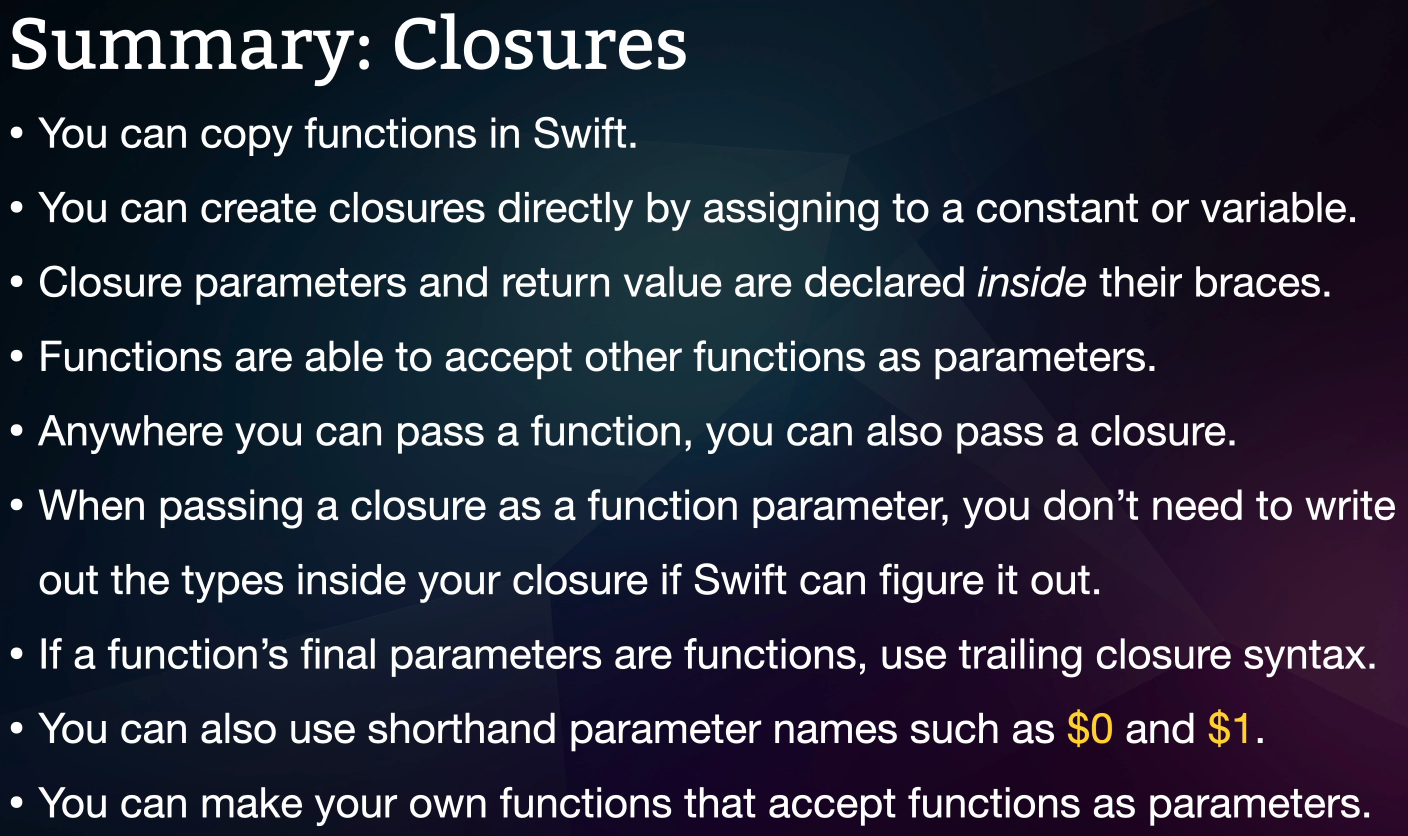 Summary: Closures
• You can copy functions in Swift.
• You can create closures directly by assigning to a constant or variable.
• Closure parameters and return value are declared inside their braces.
• Functions are able to accept other functions as parameters.
• Anywhere you can pass a function, you can also pass a closure.
• When passing a closure as a function parameter, you don’t need to write
out the types inside your closure if Swift can figure it out.
• If a function’s final parameters are functions, use trailing closure syntax.
• You can also use shorthand parameter names such as $0 and $1.
• You can make your own functions that accept functions as parameters.